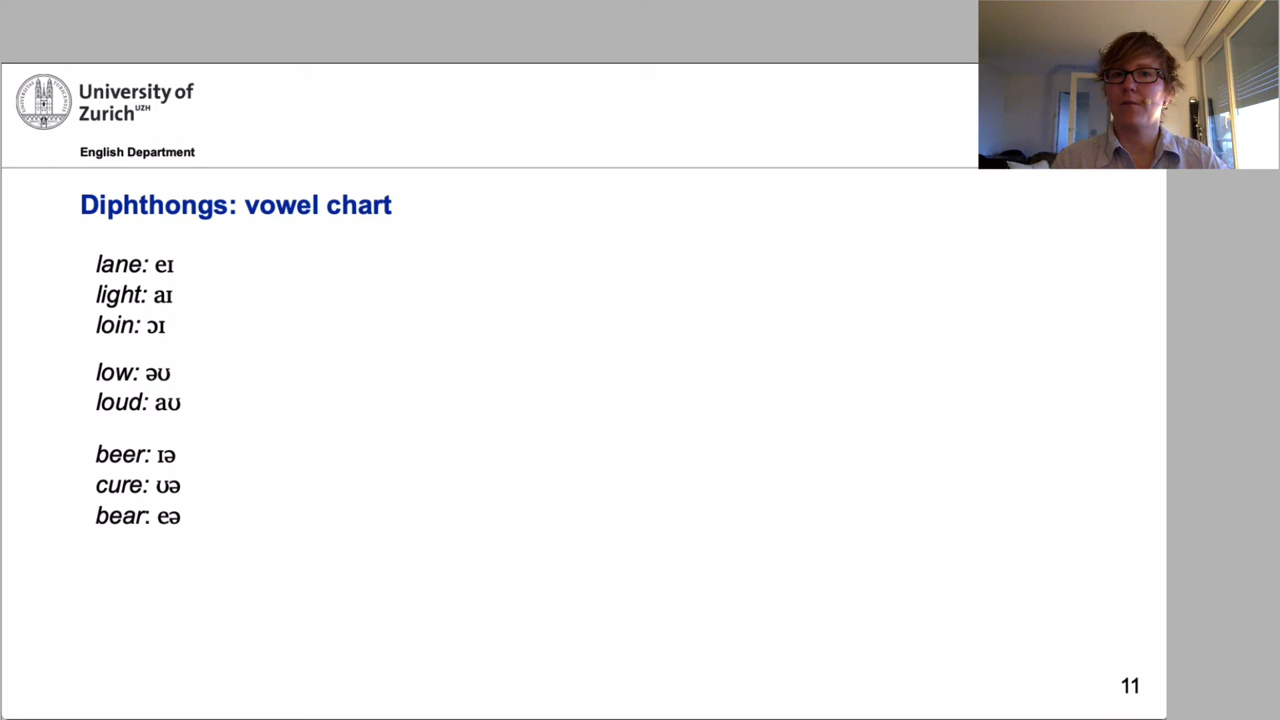 University of
Zurich UZH
English Department
Diphthongs: vowel chart
lane: eɪ
light: aɪ
loin: ɔɪ
low: əʊ
loud: aʊ
beer: ɪə
cure: ʊə
bear: eə
11